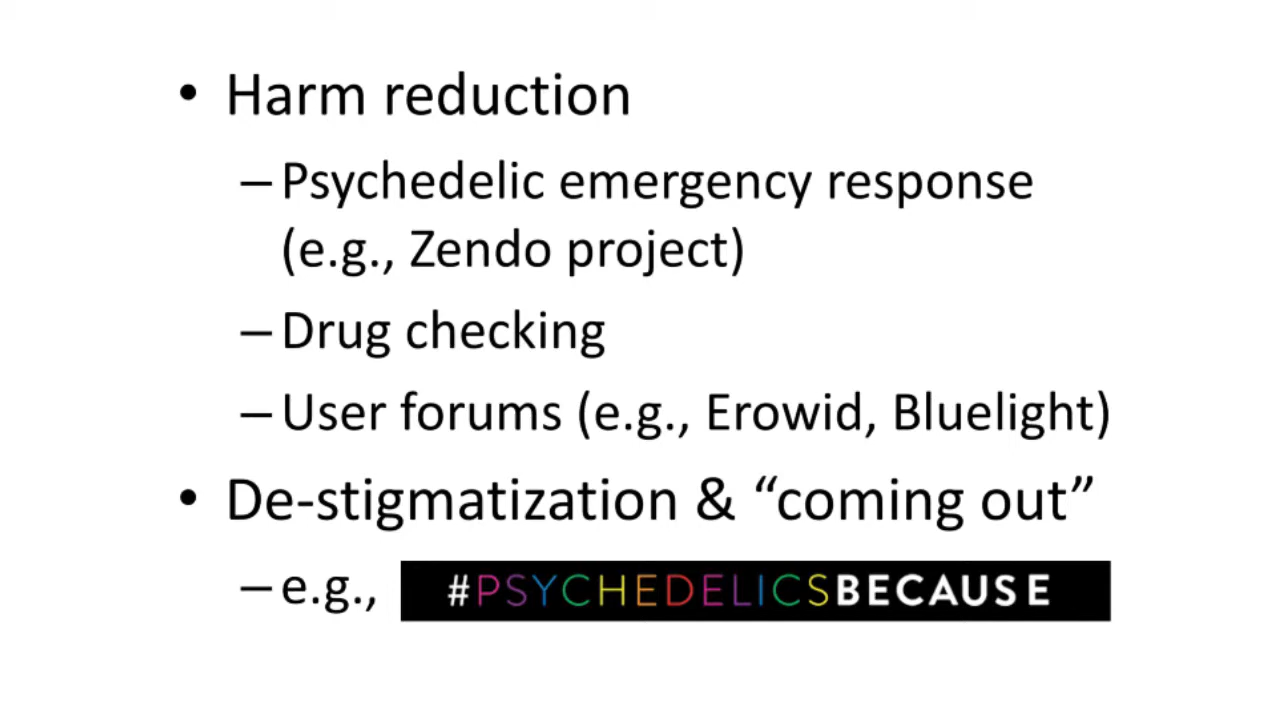 • Harm reduction
– Psychedelic emergency response
(e.g., Zendo project)
– Drug checking
– User forums (e.g., Erowid, Bluelight)
• De-stigmatization & “coming out”
– e.g., #PSYCHEDELICSBECAUSE